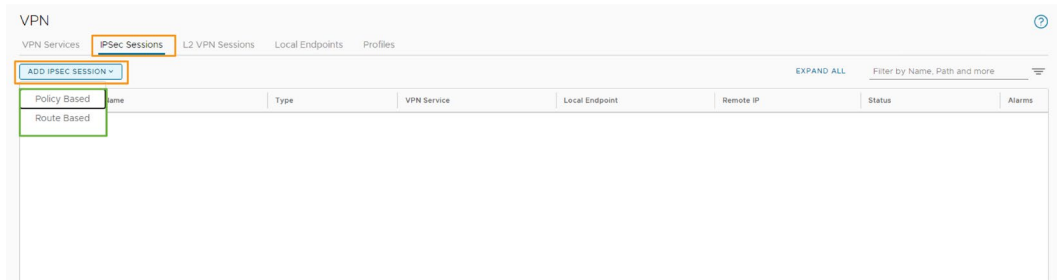 VPN
VPN Services IPSec Sessions L2 VPN Sessions Local Endpoints Profiles
ADD IPSEC SESSION EXPAND ALL Filter by Name, Path and more
Policy Based Name Type VPN Service Local Endpoint Remote IP Status Alarms
Route Based